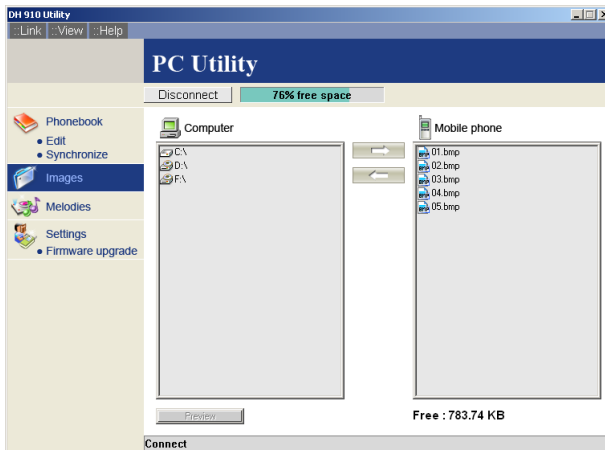 DH 910 Utility
::Link ::View ::Help
PC Utility
Disconnect 76% free space
Phonebook
Edit
Synchronize
Images
Melodies
Settings
Firmware upgrade
Computer
C:\
D:\
F:\
Preview
Mobile phone
01.bmp
02.bmp
03.bmp
04.bmp
05.bmp
Free : 783.74 KB
Connect